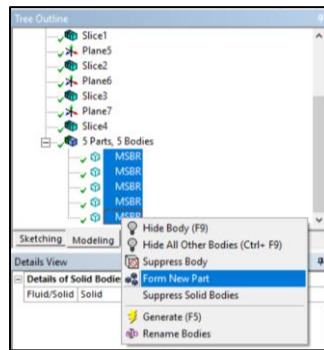 Tree Outline
Slice1
Plane5
Slice2
Plane6
Slice3
Plane7
Slice4
5 Parts, 5 Bodies
MSBR
MSBR
MSBR
MSBR
MSBR
Hide Body (F9)
Hide All Other Bodies (Ctrl+ F9)
Suppress Body
Form New Part
Suppress Solid Bodies
Generate (F5)
Rename Bodies
Sketching Modeling
Details View
Details of Solid Bodie
Fluid/Solid Solid